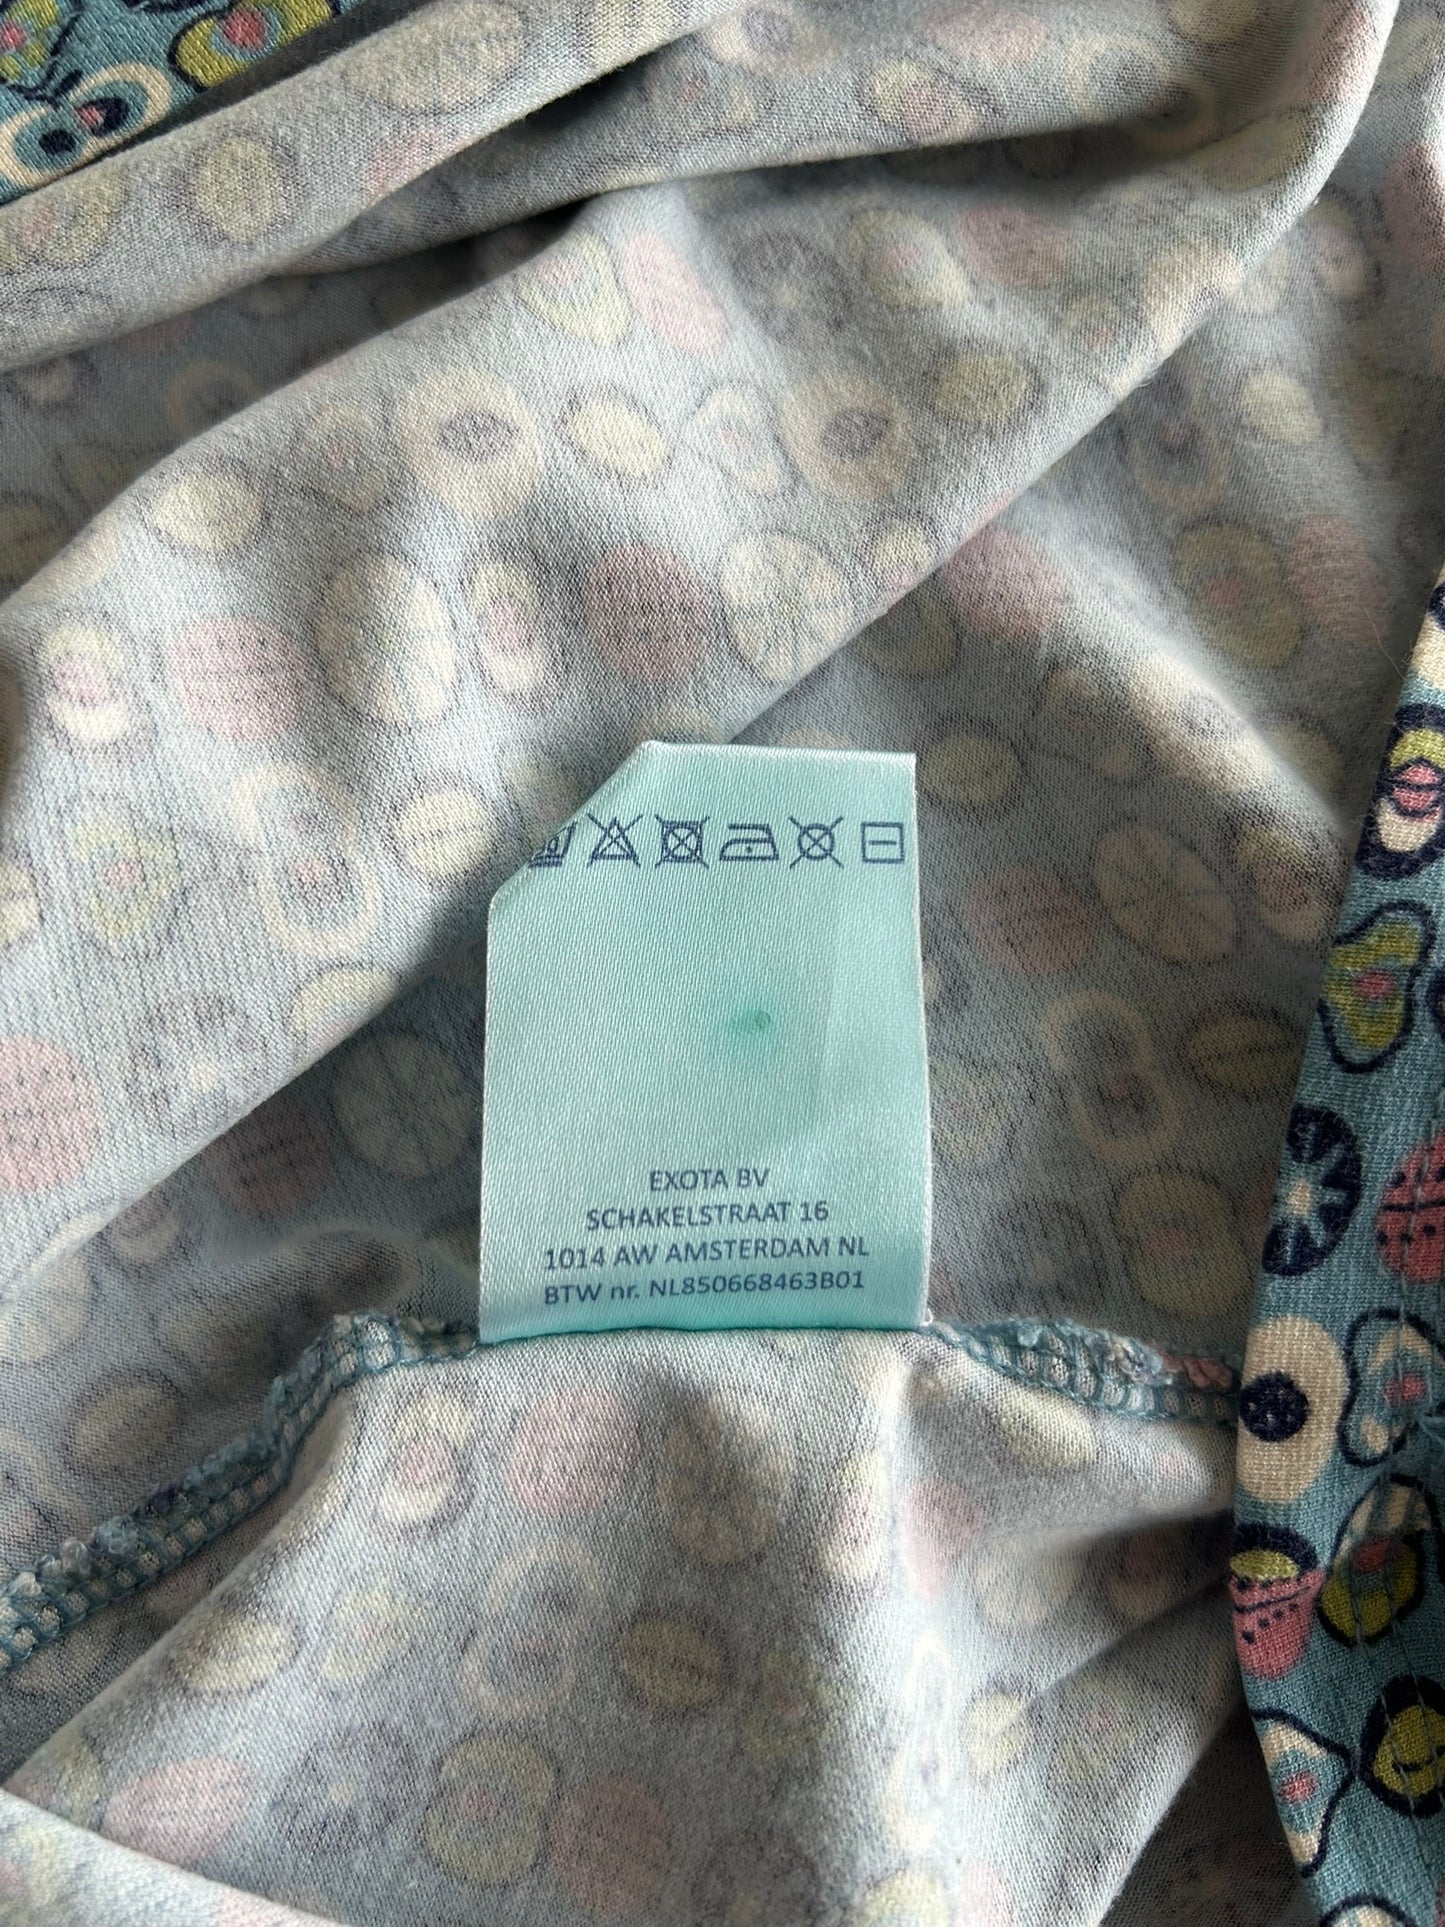 EXOTA BV
SCHAKELSTRAAT 16
1014 AW AMSTERDAM NL
BTW nr. NL850668463B01